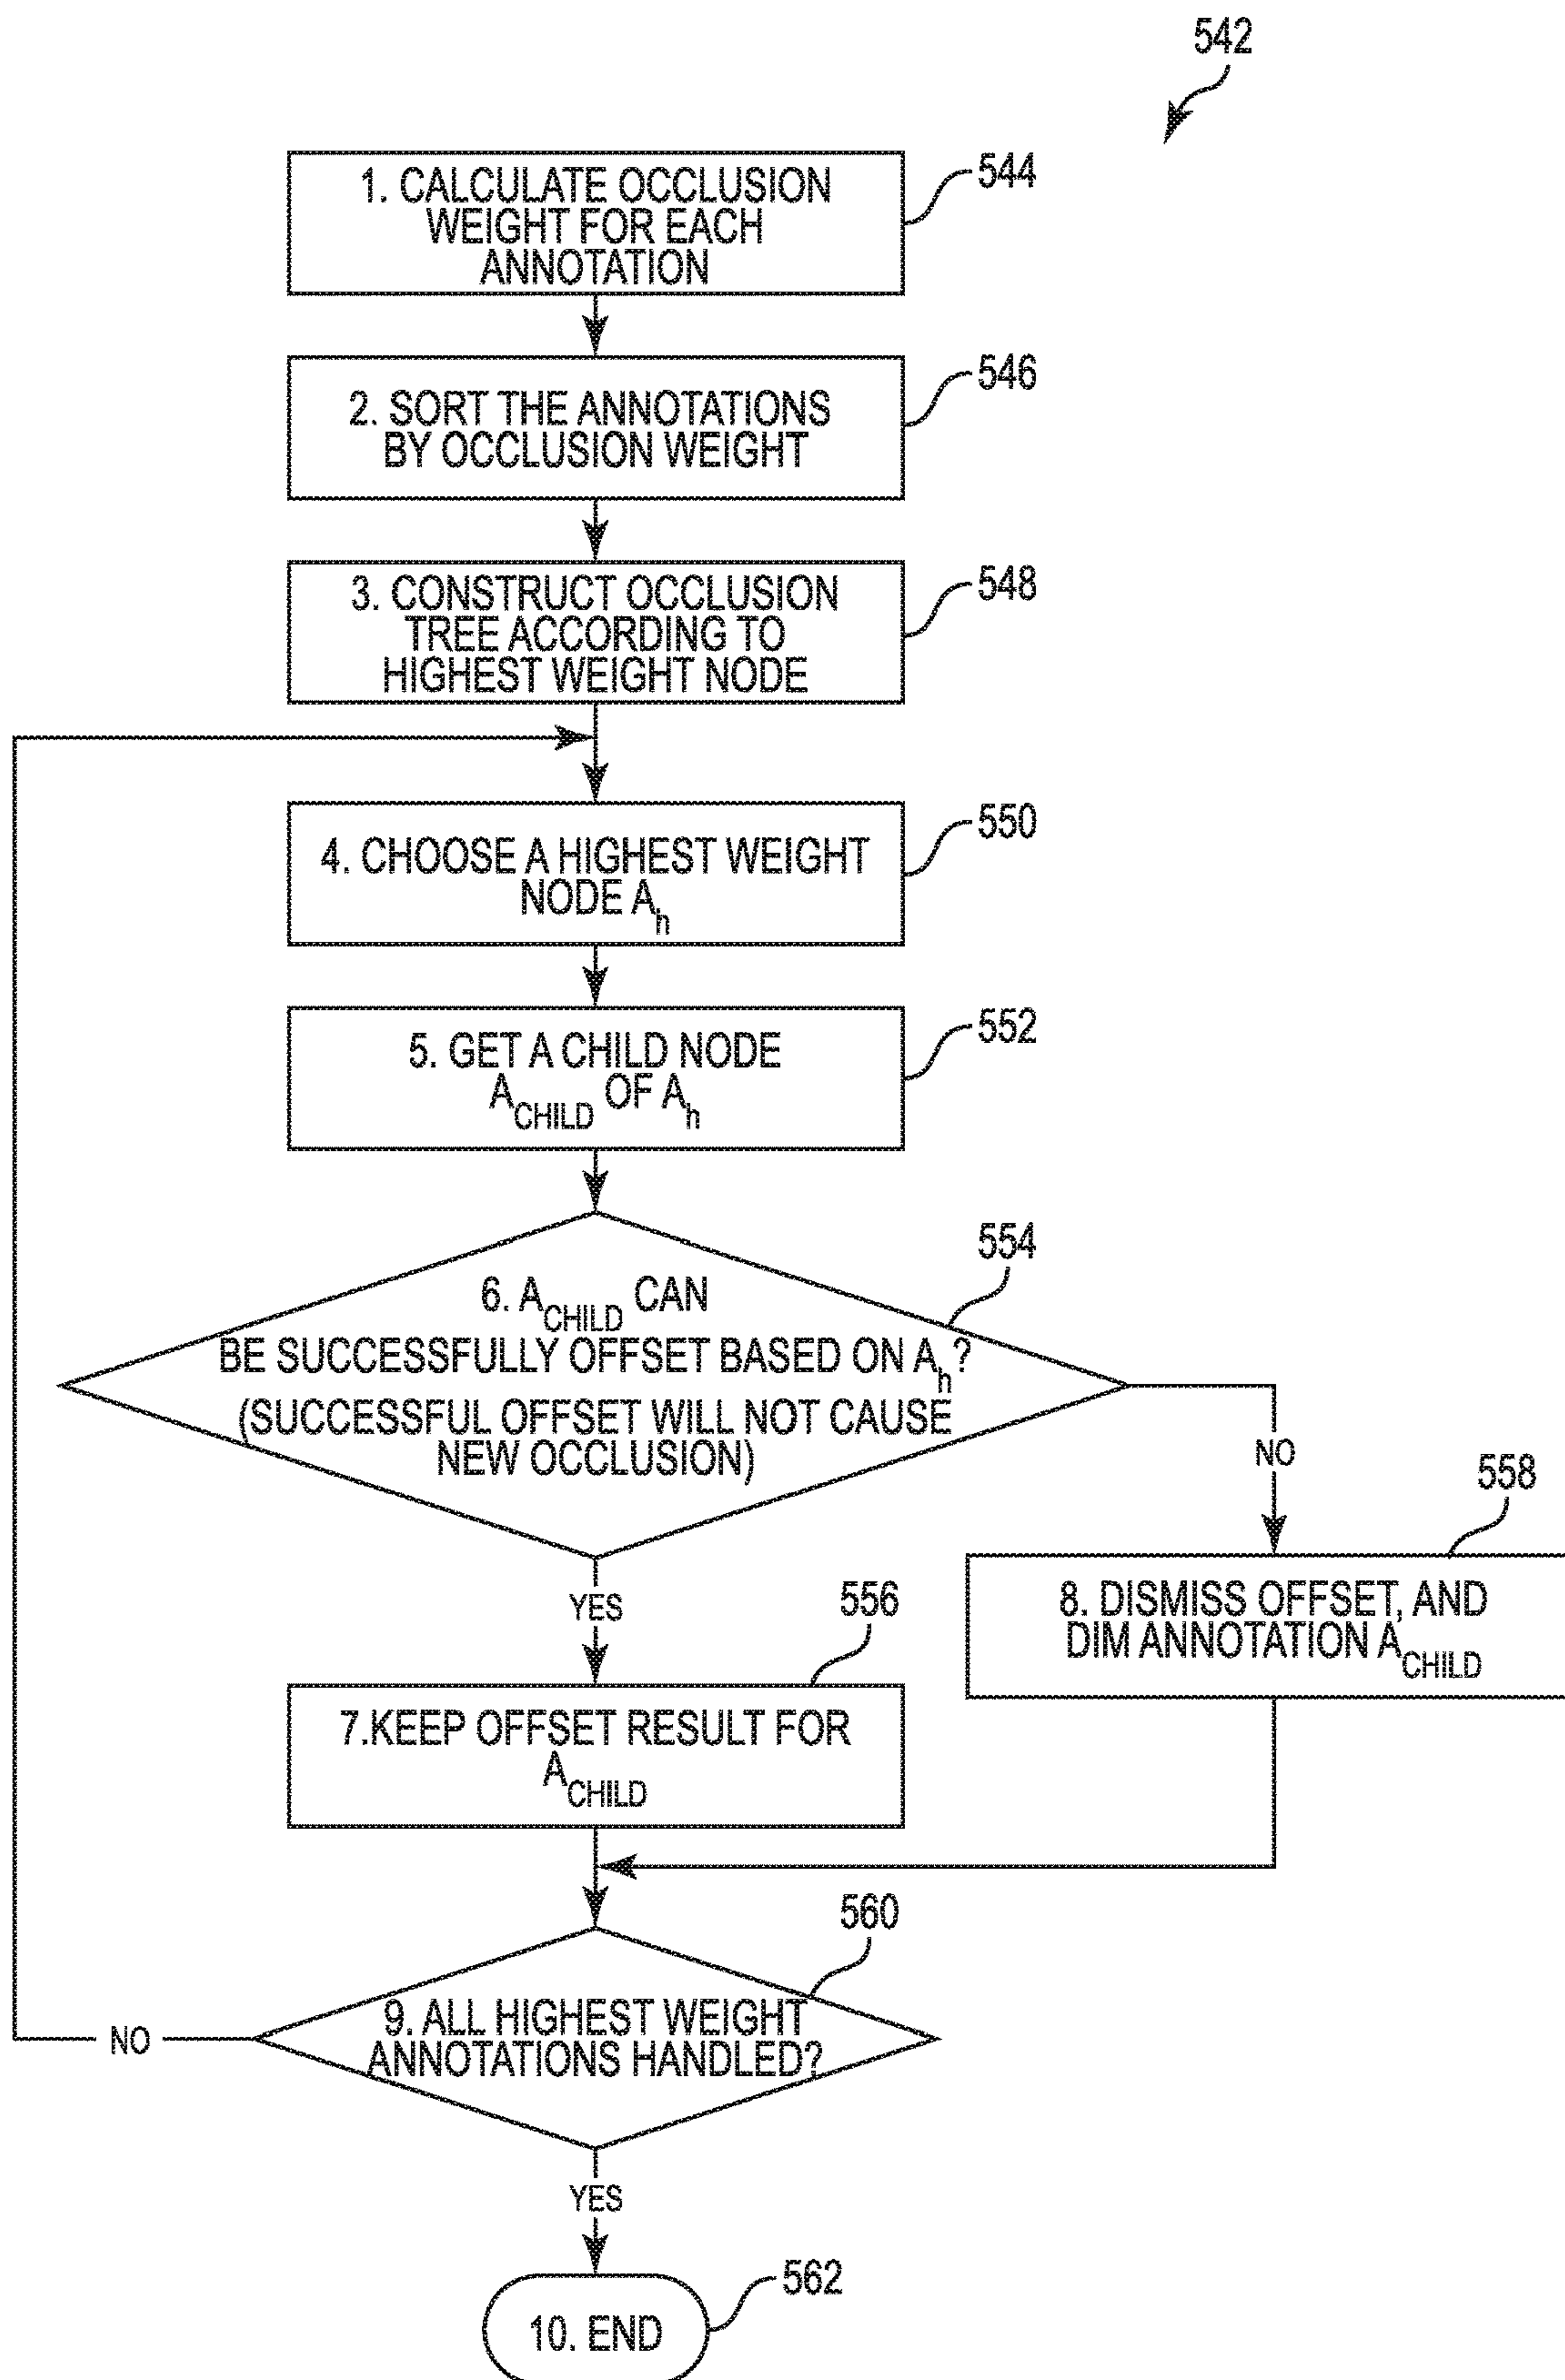 542
1. CALCULATE OCCLUSION
WEIGHT FOR EACH
ANNOTATION
544
2. SORT THE ANNOTATIONS
BY OCCLUSION WEIGHT
546
3. CONSTRUCT OCCLUSION
TREE ACCORDING TO
HIGHEST WEIGHT NODE
548
4. CHOOSE A HIGHEST WEIGHT
NODE Ah
550
5. GET A CHILD NODE
ACHILD OF Ah
552
6. ACHILD CAN
BE SUCCESSFULLY OFFSET BASED ON Ah?
(SUCCESSFUL OFFSET WILL NOT CAUSE
NEW OCCLUSION)
554
NO
YES
7.KEEP OFFSET RESULT FOR
ACHILD
556
8. DISMISS OFFSET, AND
DIM ANNOTATION ACHILD
558
9. ALL HIGHEST WEIGHT
ANNOTATIONS HANDLED?
560
NO
YES
10. END
562